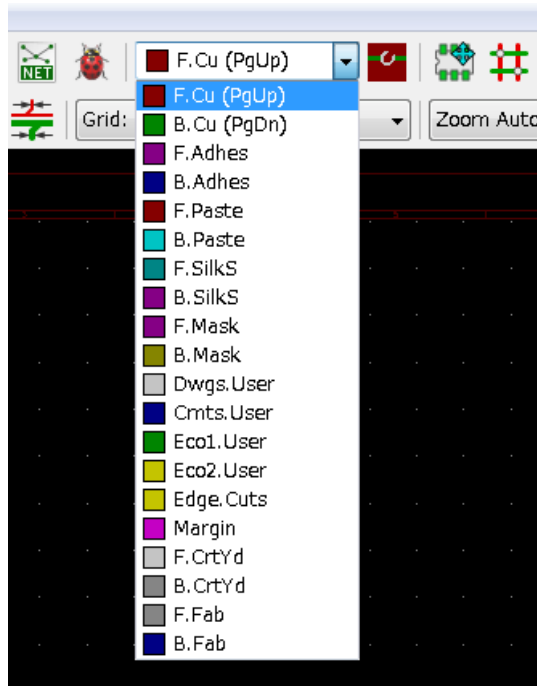 NET
F.Cu (PgUp)
F.Cu (PgUp)
Grid:
Zoom Auto
B.Cu (PgDn)
F.Adhes
B.Adhes
F.Paste
B.Paste
F.SilkS
B.SilkS
F.Mask
B.Mask
Dwgs.User
Cmts.User
Eco1.User
Eco2.User
Edge.Cuts
Margin
F.CrtYd
B.CrtYd
F.Fab
B.Fab